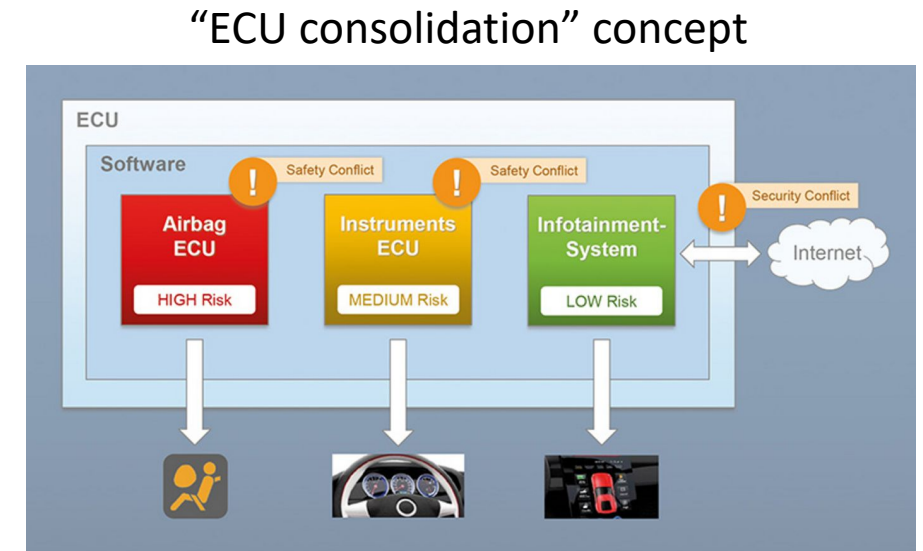 “ECU consolidation” concept
ECU
Software
Safety Conflict
Safety Conflict
Security Conflict
Airbag
ECU
HIGH Risk
Instruments
ECU
MEDIUM Risk
Infotainment-
System
LOW Risk
Internet